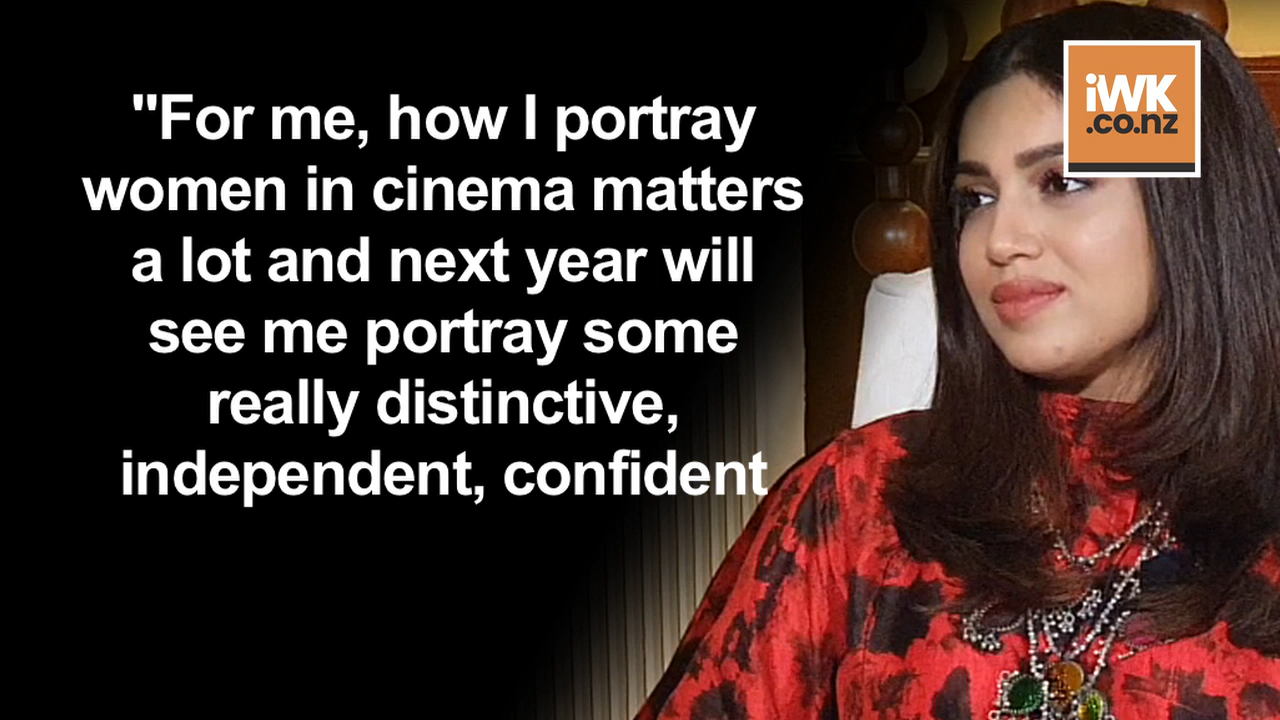 "For me, how I portray
women in cinema matters
a lot and next year will
see me portray some
really distinctive,
independent, confident
iWK
.co.nz